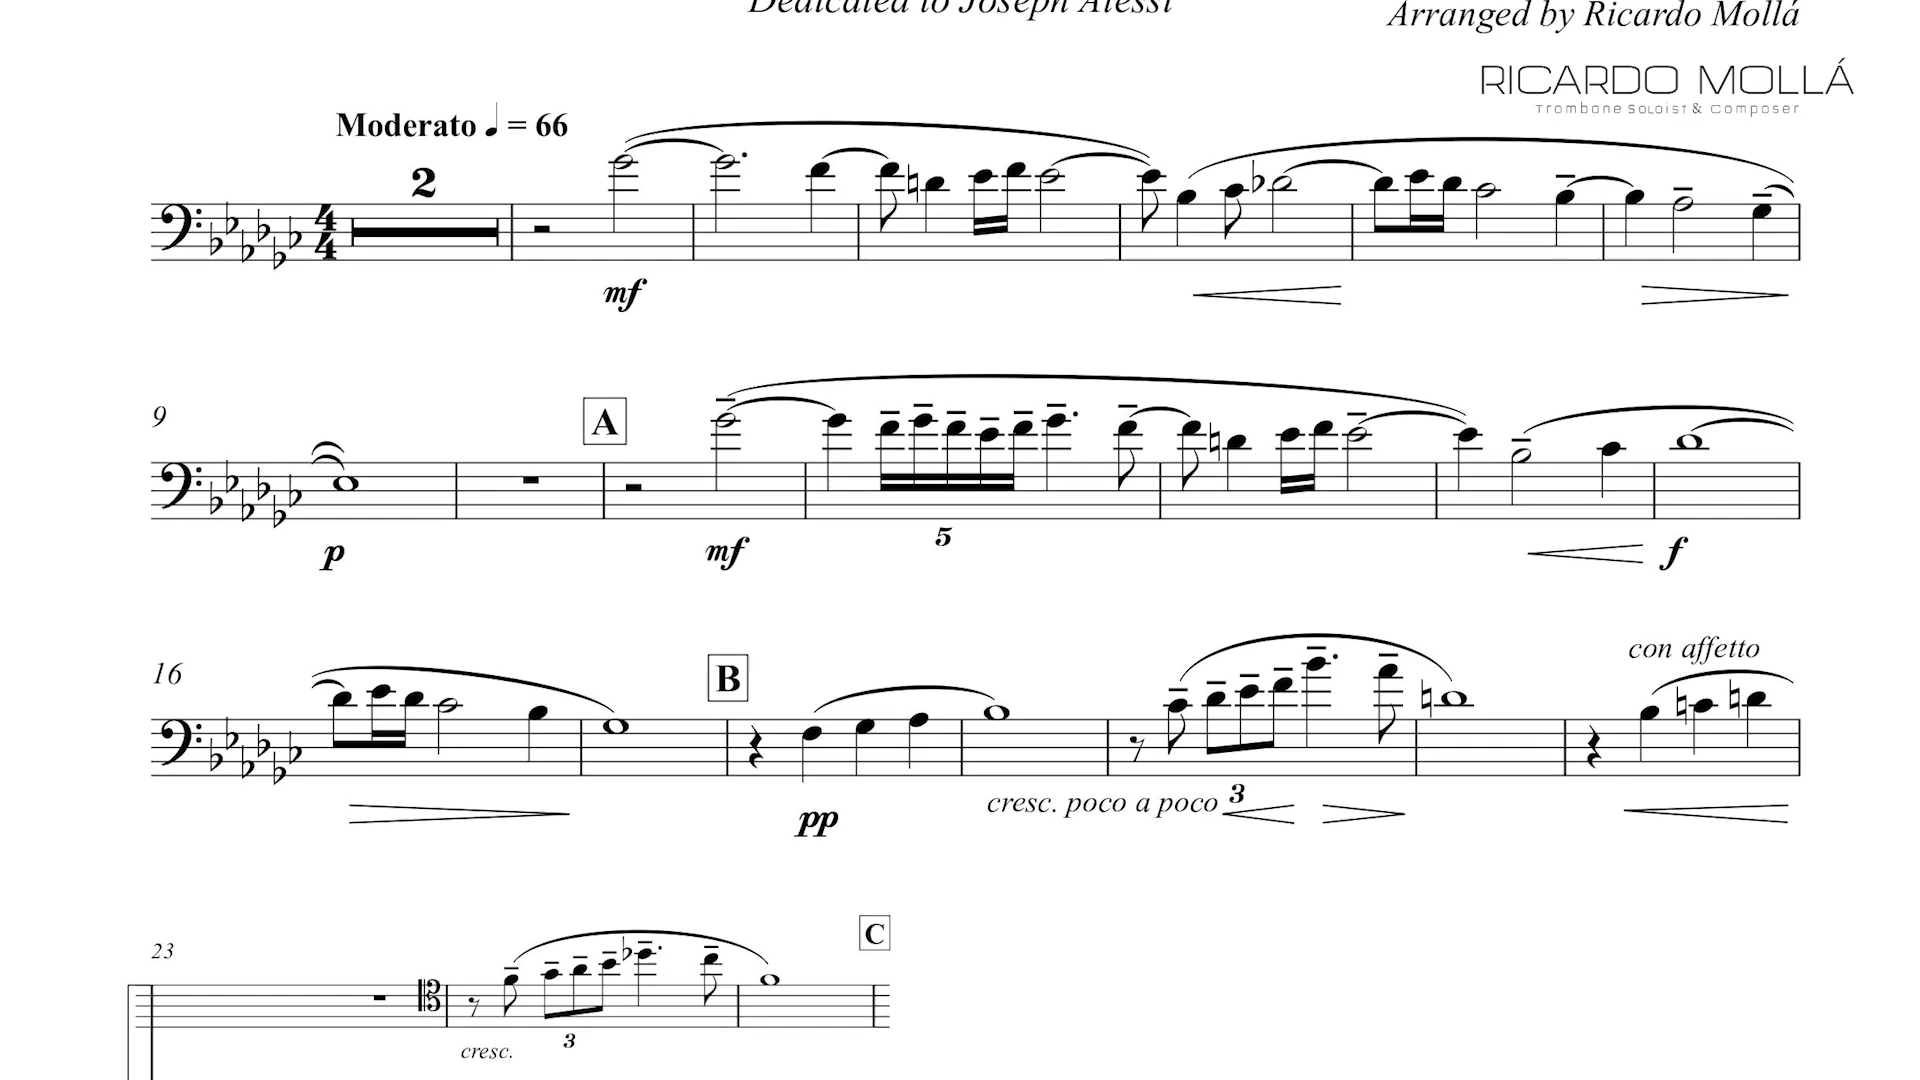 Dedicated to Joseph Alessi
Arranged by Ricardo Mollá
RICARDO MOLLÁ
Trombone Soloist & Composer
Moderato ♩ = 66
2
4
4
mf
9
A
5
p
mf
f
16
con affetto
B
3
pp
cresc. poco a poco
23
C
3
cresc.